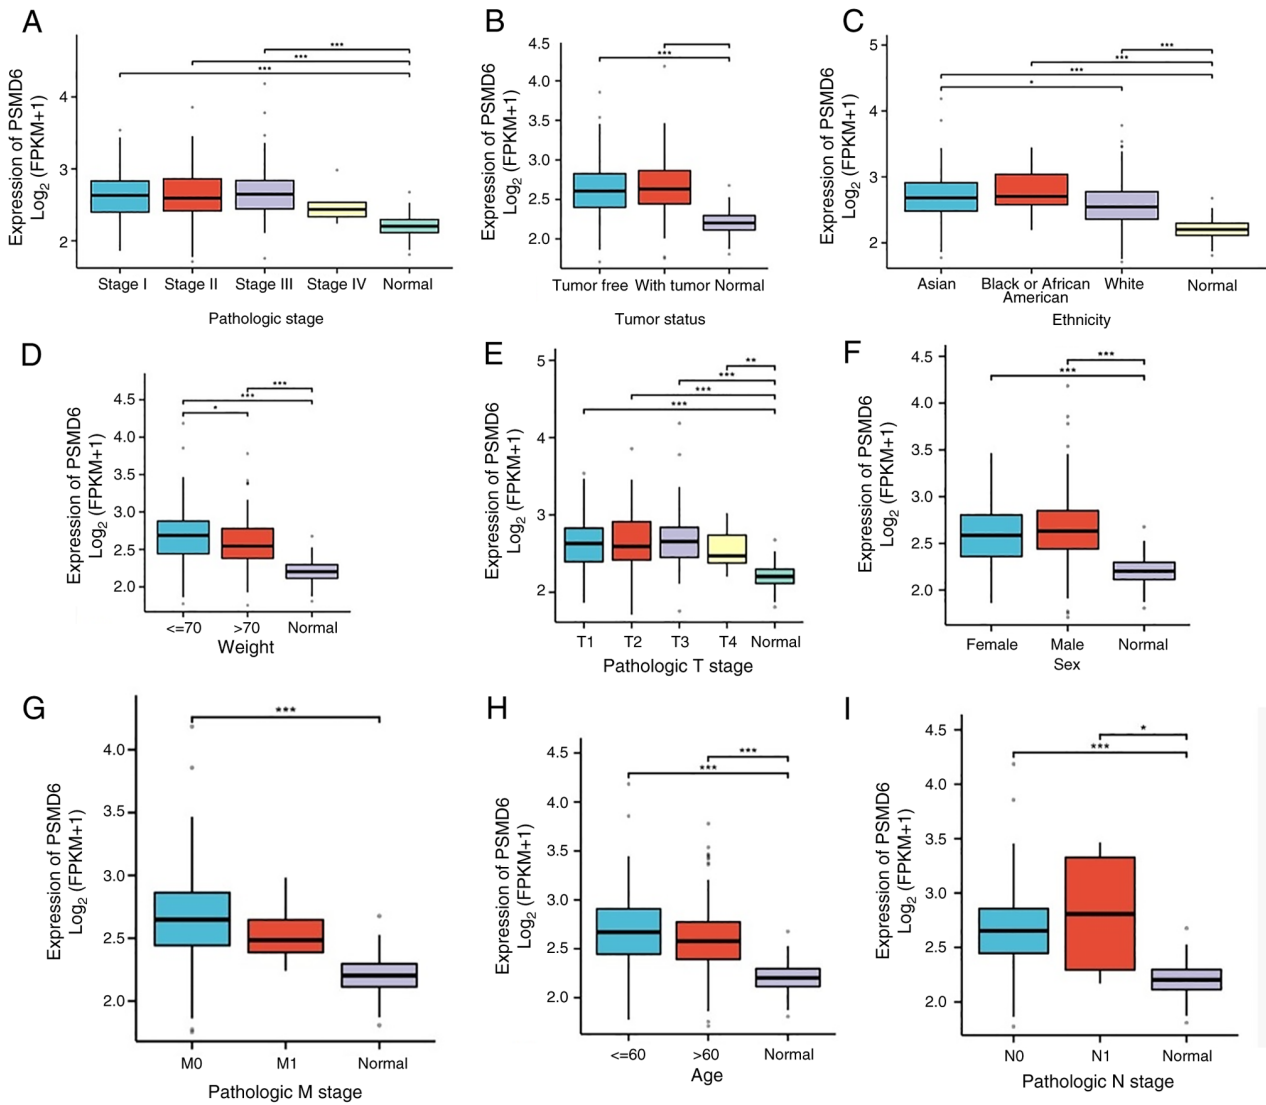 A
Expression of PSMD6
Log2 (FPKM+1)
4
3
2
***
***
***
Stage I Stage II Stage III Stage IV Normal
Pathologic stage
B
Expression of PSMD6
Log2 (FPKM+1)
4.5
4.0
3.5
3.0
2.5
2.0
***
Tumor free With tumor Normal
Tumor status
C
Expression of PSMD6
Log2 (FPKM+1)
5
4
3
2
***
***
***
*
Asian Black or African White Normal
American
Ethnicity
D
Expression of PSMD6
Log2 (FPKM+1)
4.5
4.0
3.5
3.0
2.5
2.0
***
***
*
<=70 >70 Normal
Weight
E
Expression of PSMD6
Log2 (FPKM+1)
5
4
3
2
**
***
***
***
T1 T2 T3 T4 Normal
Pathologic T stage
F
Expression of PSMD6
Log2 (FPKM+1)
4.5
4.0
3.5
3.0
2.5
2.0
***
***
Female Male Normal
Sex
G
Expression of PSMD6
Log2 (FPKM+1)
4.0
3.5
3.0
2.5
2.0
***
M0 M1 Normal
Pathologic M stage
H
Expression of PSMD6
Log2 (FPKM+1)
4.5
4.0
3.5
3.0
2.5
2.0
***
***
<=60 >60 Normal
Age
I
Expression of PSMD6
Log2 (FPKM+1)
4.5
4.0
3.5
3.0
2.5
2.0
*
***
N0 N1 Normal
Pathologic N stage